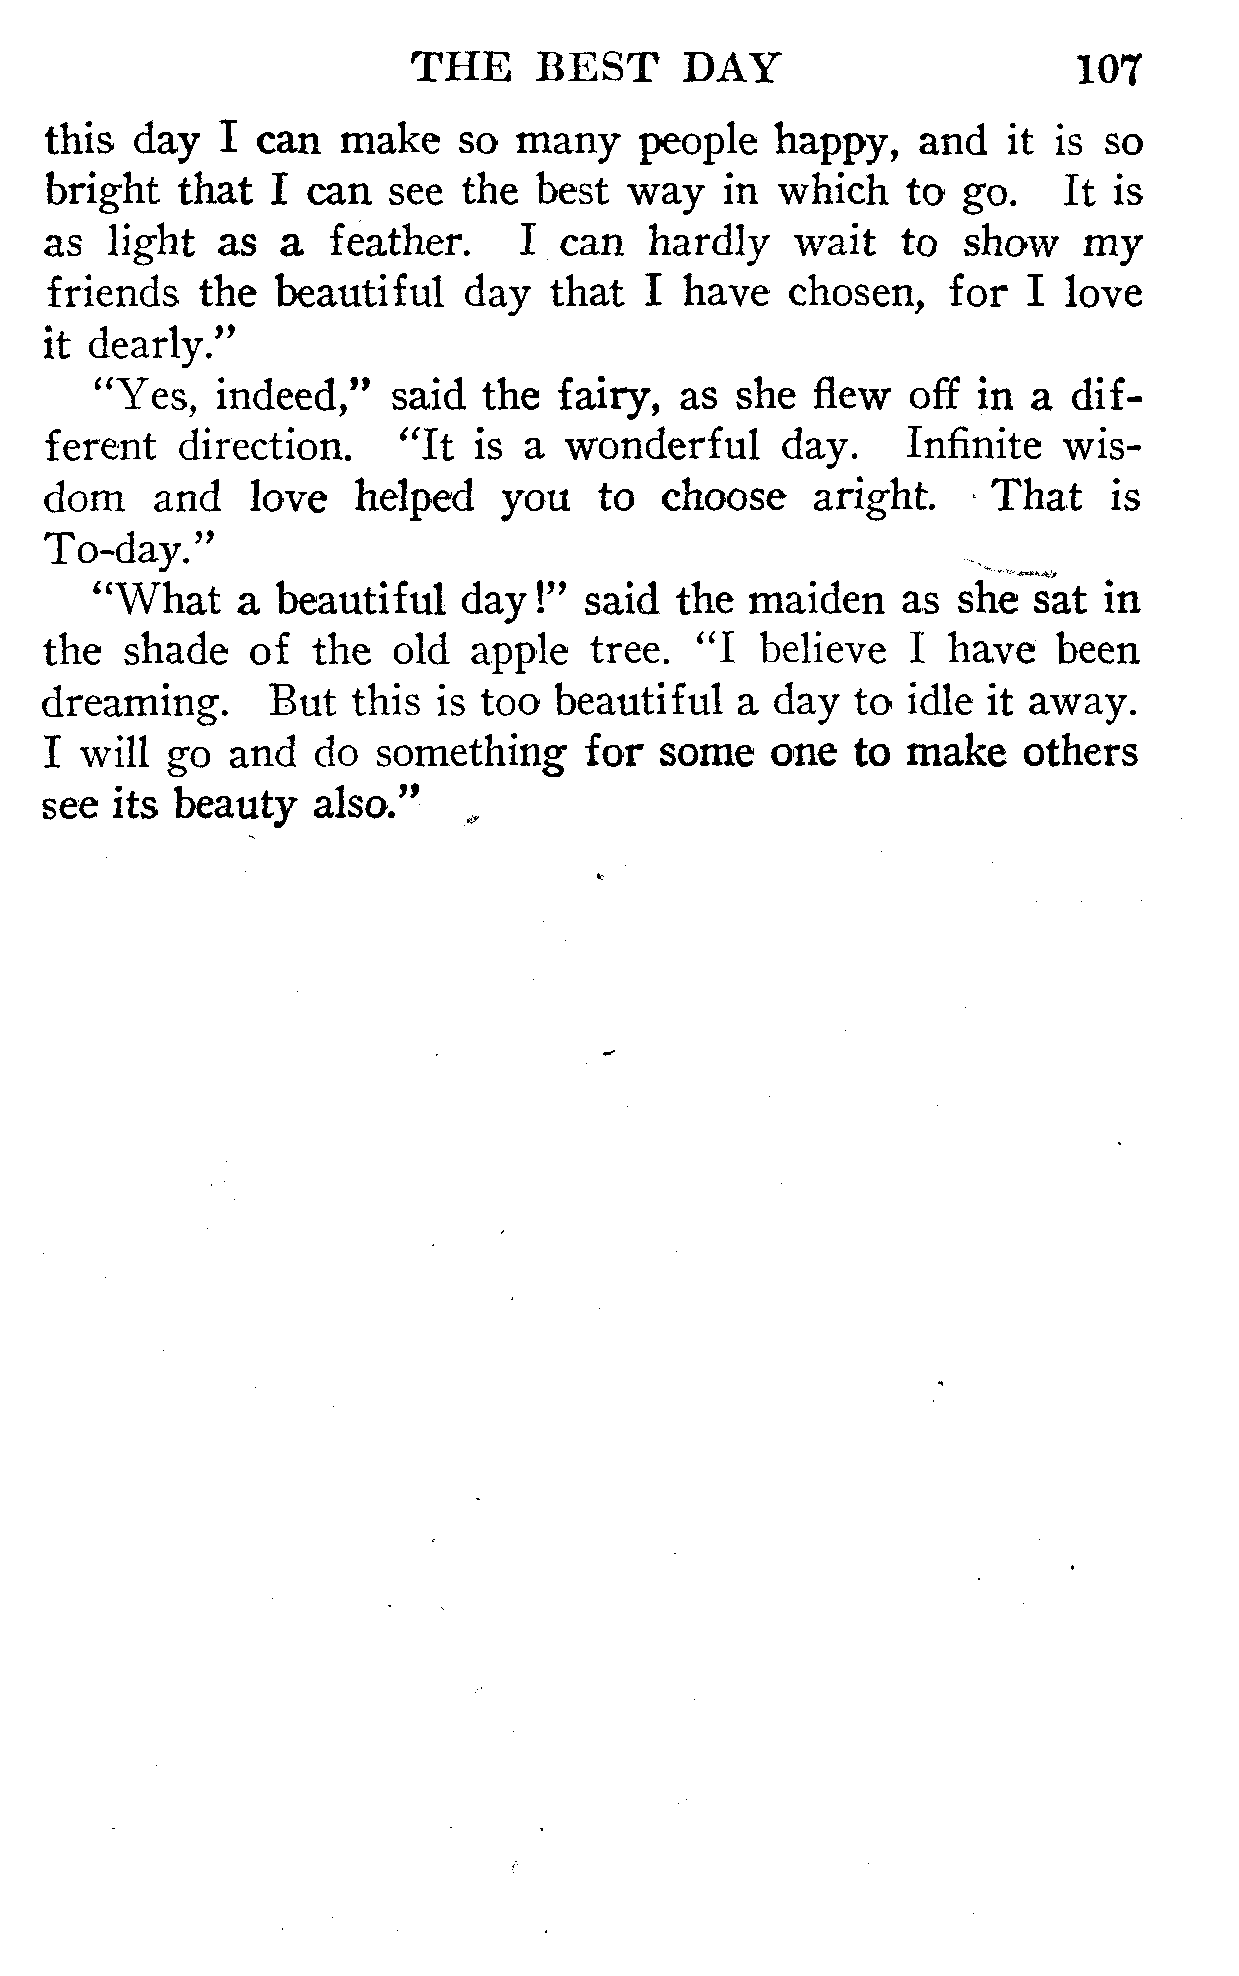 THE BEST DAY 107
this day I can make so many people happy, and it is so
bright that I can see the best way in which to go. It is
as light as a feather. I can hardly wait to show my
friends the beautiful day that I have chosen, for I love
it dearly."
"Yes, indeed," said the fairy, as she flew off in a dif-
ferent direction. "It is a wonderful day. Infinite wis-
dom and love helped you to choose aright. That is
To-day."
"What a beautiful day!" said the maiden as she sat in
the shade of the old apple tree. "I believe I have been
dreaming. But this is too beautiful a day to idle it away.
I will go and do something for some one to make others
see its beauty also."